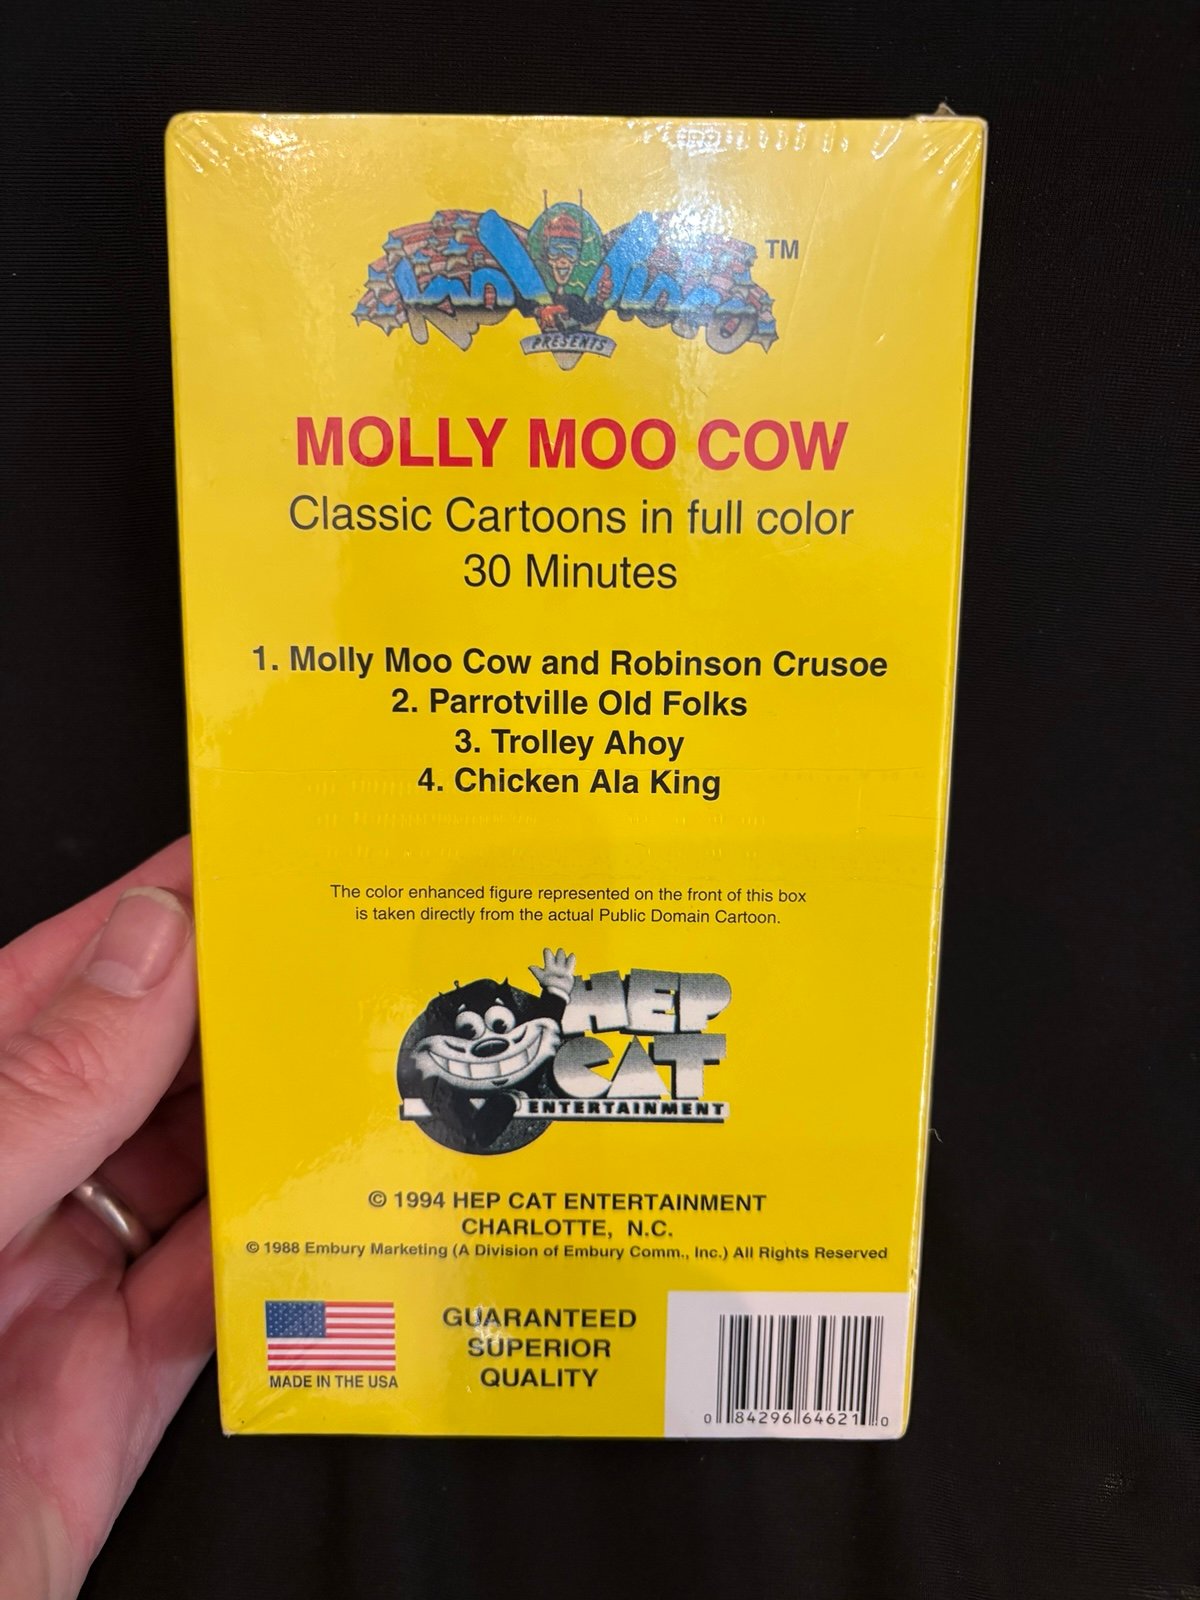 TM
PRESENTS
MOLLY MOO COW
Classic Cartoons in full color
30 Minutes
1. Molly Moo Cow and Robinson Crusoe
2. Parrotville Old Folks
3. Trolley Ahoy
4. Chicken Ala King
The color enhanced figure represented on the front of this box
is taken directly from the actual Public Domain Cartoon.
HEP
CAT
ENTERTAINMENT
© 1994 HEP CAT ENTERTAINMENT
CHARLOTTE, N.C.
© 1988 Embury Marketing (A Division of Embury Comm., Inc.) All Rights Reserved
MADE IN THE USA
GUARANTEED
SUPERIOR
QUALITY
0 84296 64621 0